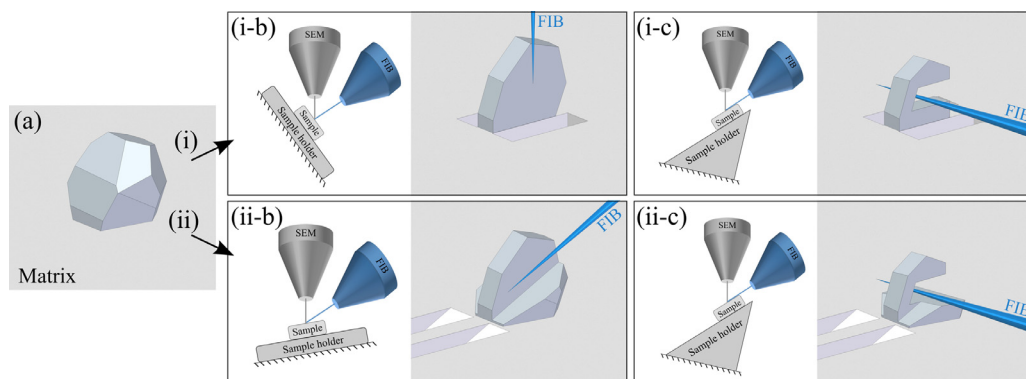 (a)
Matrix
(i)
(ii)
(i-b)
SEM
FIB
Sample
Sample holder
FIB
(i-c)
SEM
FIB
Sample
Sample holder
FIB
(ii-b)
SEM
FIB
Sample
Sample holder
FIB
(ii-c)
SEM
FIB
Sample
Sample holder
FIB